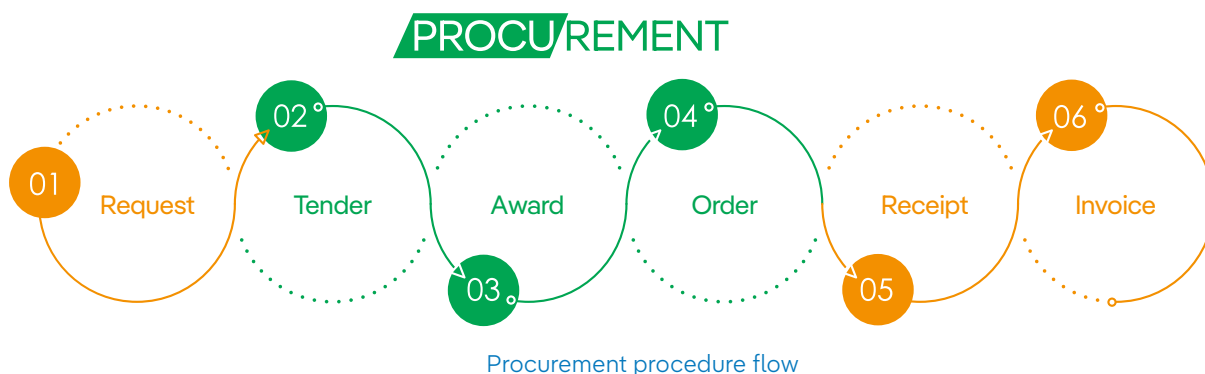 PROCUREMENT
01
Request
02
Tender
03
Award
04
Order
05
Receipt
06
Invoice
Procurement procedure flow